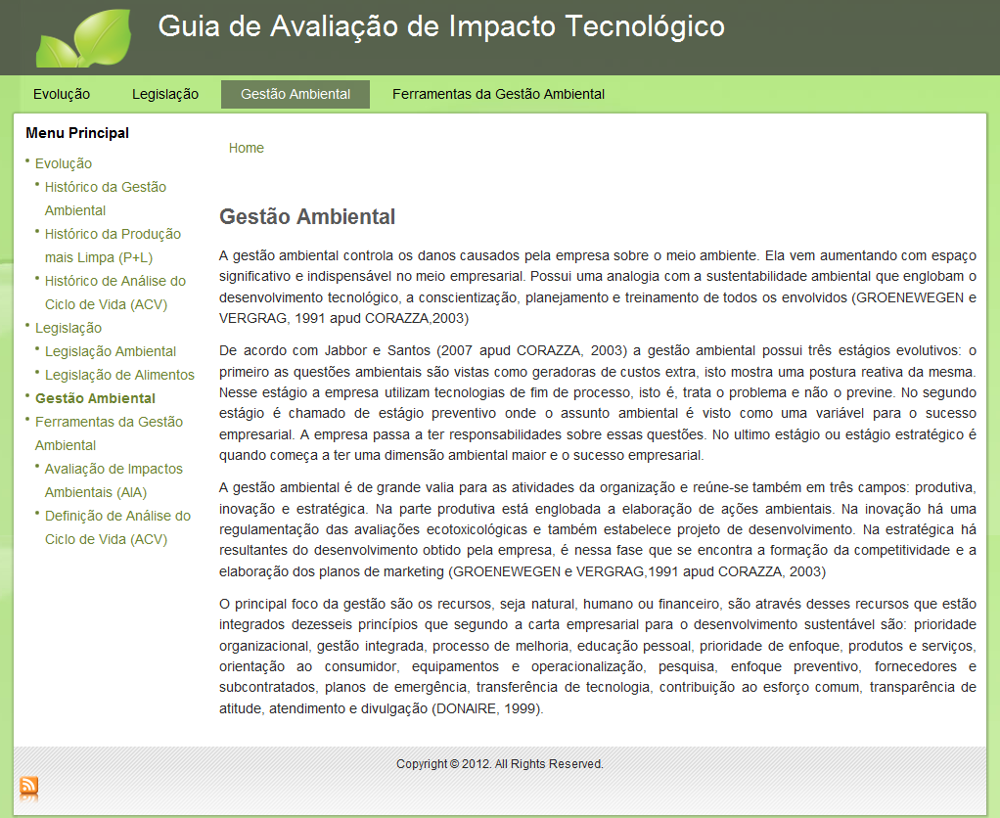 Guia de Avaliação de Impacto Tecnológico
Evolução Legislação Gestão Ambiental Ferramentas da Gestão Ambiental
Menu Principal
Evolução
Histórico da Gestão
Ambiental
Histórico da Produção
mais Limpa (P+L)
Histórico de Análise do
Ciclo de Vida (ACV)
Legislação
Legislação Ambiental
Legislação de Alimentos
Gestão Ambiental
Ferramentas da Gestão
Ambiental
Avaliação de Impactos
Ambientais (AIA)
Definição de Análise do
Ciclo de Vida (ACV)
Home
Gestão Ambiental
A gestão ambiental controla os danos causados pela empresa sobre o meio ambiente. Ela vem aumentando com espaço
significativo e indispensável no meio empresarial. Possui uma analogia com a sustentabilidade ambiental que englobam o
desenvolvimento tecnológico, a conscientização, planejamento e treinamento de todos os envolvidos (GROENEWEGEN e
VERGRAG, 1991 apud CORAZZA,2003)
De acordo com Jabbor e Santos (2007 apud CORAZZA, 2003) a gestão ambiental possui três estágios evolutivos: o
primeiro as questões ambientais são vistas como geradoras de custos extra, isto mostra uma postura reativa da mesma.
Nesse estágio a empresa utilizam tecnologias de fim de processo, isto é, trata o problema e não o previne. No segundo
estágio é chamado de estágio preventivo onde o assunto ambiental é visto como uma variável para o sucesso
empresarial. A empresa passa a ter responsabilidades sobre essas questões. No ultimo estágio ou estágio estratégico é
quando começa a ter uma dimensão ambiental maior e o sucesso empresarial.
A gestão ambiental é de grande valia para as atividades da organização e reúne-se também em três campos: produtiva,
inovação e estratégica. Na parte produtiva está englobada a elaboração de ações ambientais. Na inovação há uma
regulamentação das avaliações ecotoxicológicas e também estabelece projeto de desenvolvimento. Na estratégica há
resultantes do desenvolvimento obtido pela empresa, é nessa fase que se encontra a formação da competitividade e a
elaboração dos planos de marketing (GROENEWEGEN e VERGRAG,1991 apud CORAZZA, 2003)
O principal foco da gestão são os recursos, seja natural, humano ou financeiro, são através desses recursos que estão
integrados dezesseis princípios que segundo a carta empresarial para o desenvolvimento sustentável são: prioridade
organizacional, gestão integrada, processo de melhoria, educação pessoal, prioridade de enfoque, produtos e serviços,
orientação ao consumidor, equipamentos e operacionalização, pesquisa, enfoque preventivo, fornecedores e
subcontratados, planos de emergência, transferência de tecnologia, contribuição ao esforço comum, transparência de
atitude, atendimento e divulgação (DONAIRE, 1999).
Copyright © 2012. All Rights Reserved.